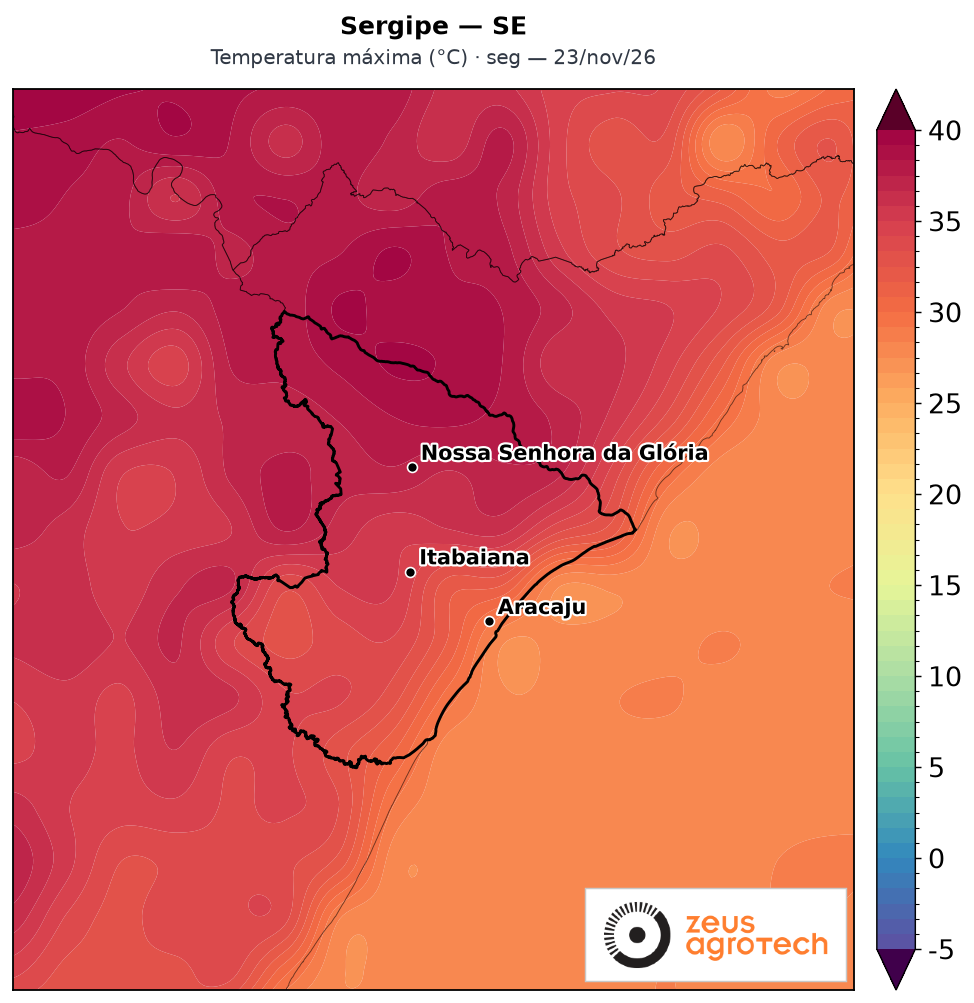 Sergipe — SE
Temperatura máxima (°C) · seg — 23/nov/26
40
35
30
25
20
15
10
5
0
-5
Nossa Senhora da Glória
Itabaiana
Aracaju
zeus
agrotech